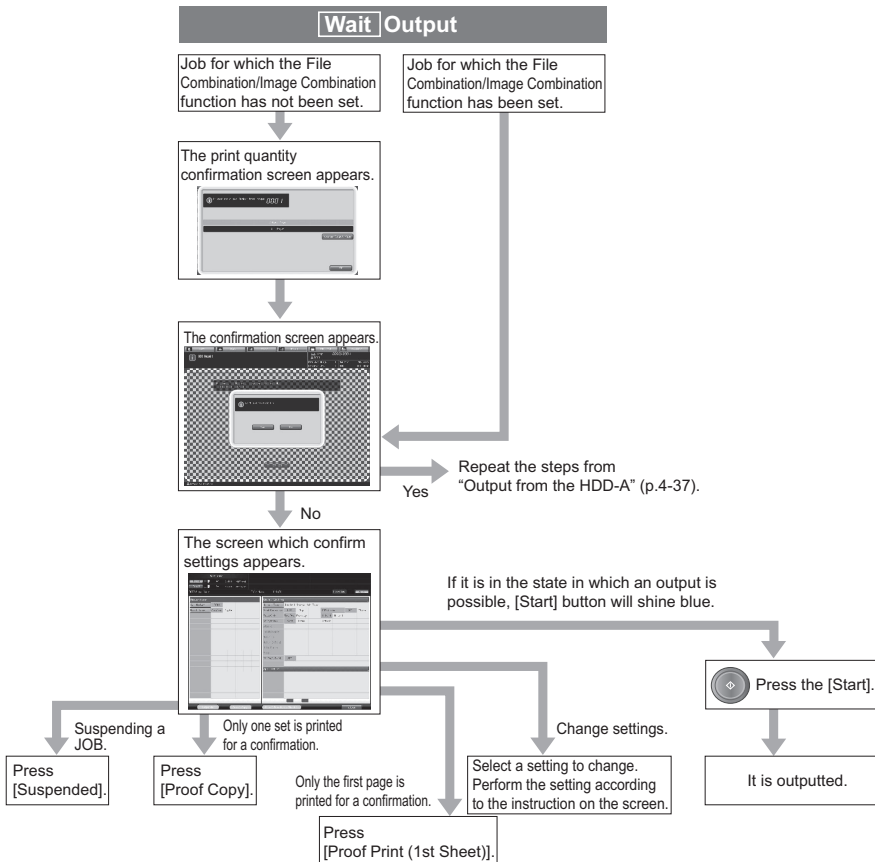 Wait Output
Job for which the File
Combination/Image Combination
function has not been set.
Job for which the File
Combination/Image Combination
function has been set.
The print quantity
confirmation screen appears.
0001
The confirmation screen appears.
Yes
Repeat the steps from
“Output from the HDD-A” (p.4-37).
No
The screen which confirm
settings appears.
If it is in the state in which an output is
possible, [Start] button will shine blue.
Press the [Start].
It is outputted.
Suspending a
JOB.
Press
[Suspended].
Only one set is printed
for a confirmation.
Press
[Proof Copy].
Only the first page is
printed for a confirmation.
Press
[Proof Print (1st Sheet)].
Change settings.
Select a setting to change.
Perform the setting according
to the instruction on the screen.